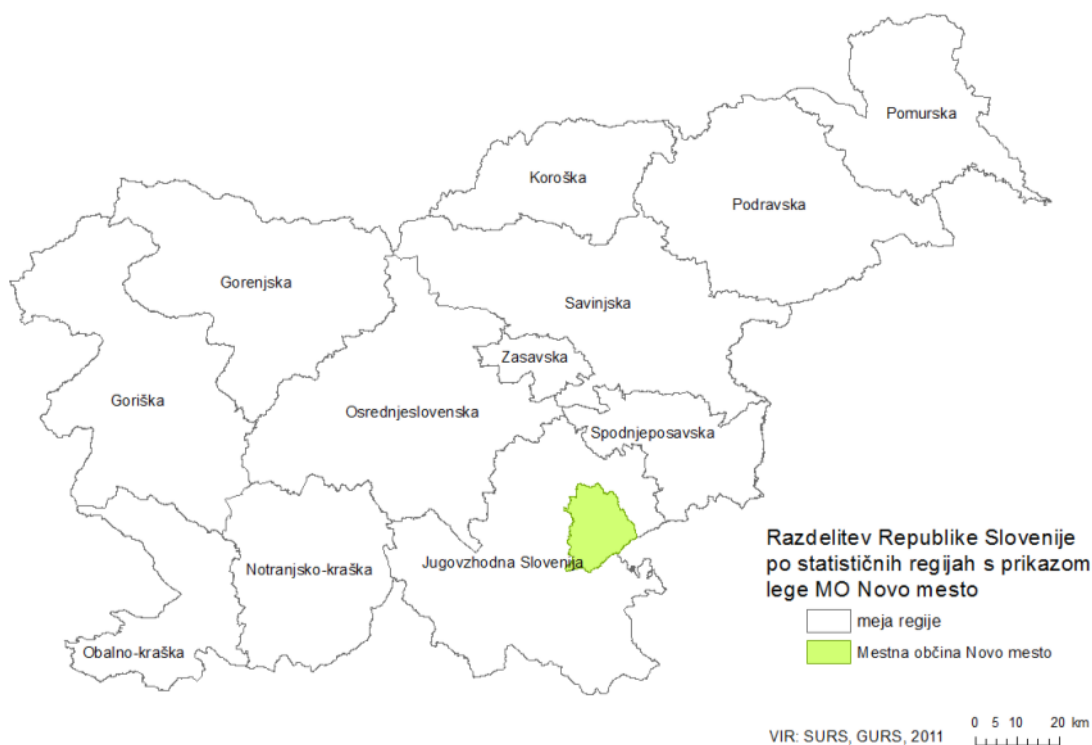 Pomurska
Koroška
Podravska
Gorenjska
Savinjska
Zasavska
Goriška
Osrednjeslovenska
Spodnjeposavska
Jugovzhodna Slovenija
Notranjsko-kraška
Obalno-kraška
Razdelitev Republike Slovenije
po statističnih regijah s prikazom
lege MO Novo mesto
meja regije
Mestna občina Novo mesto
VIR: SURS, GURS, 2011
0 5 10 20 km